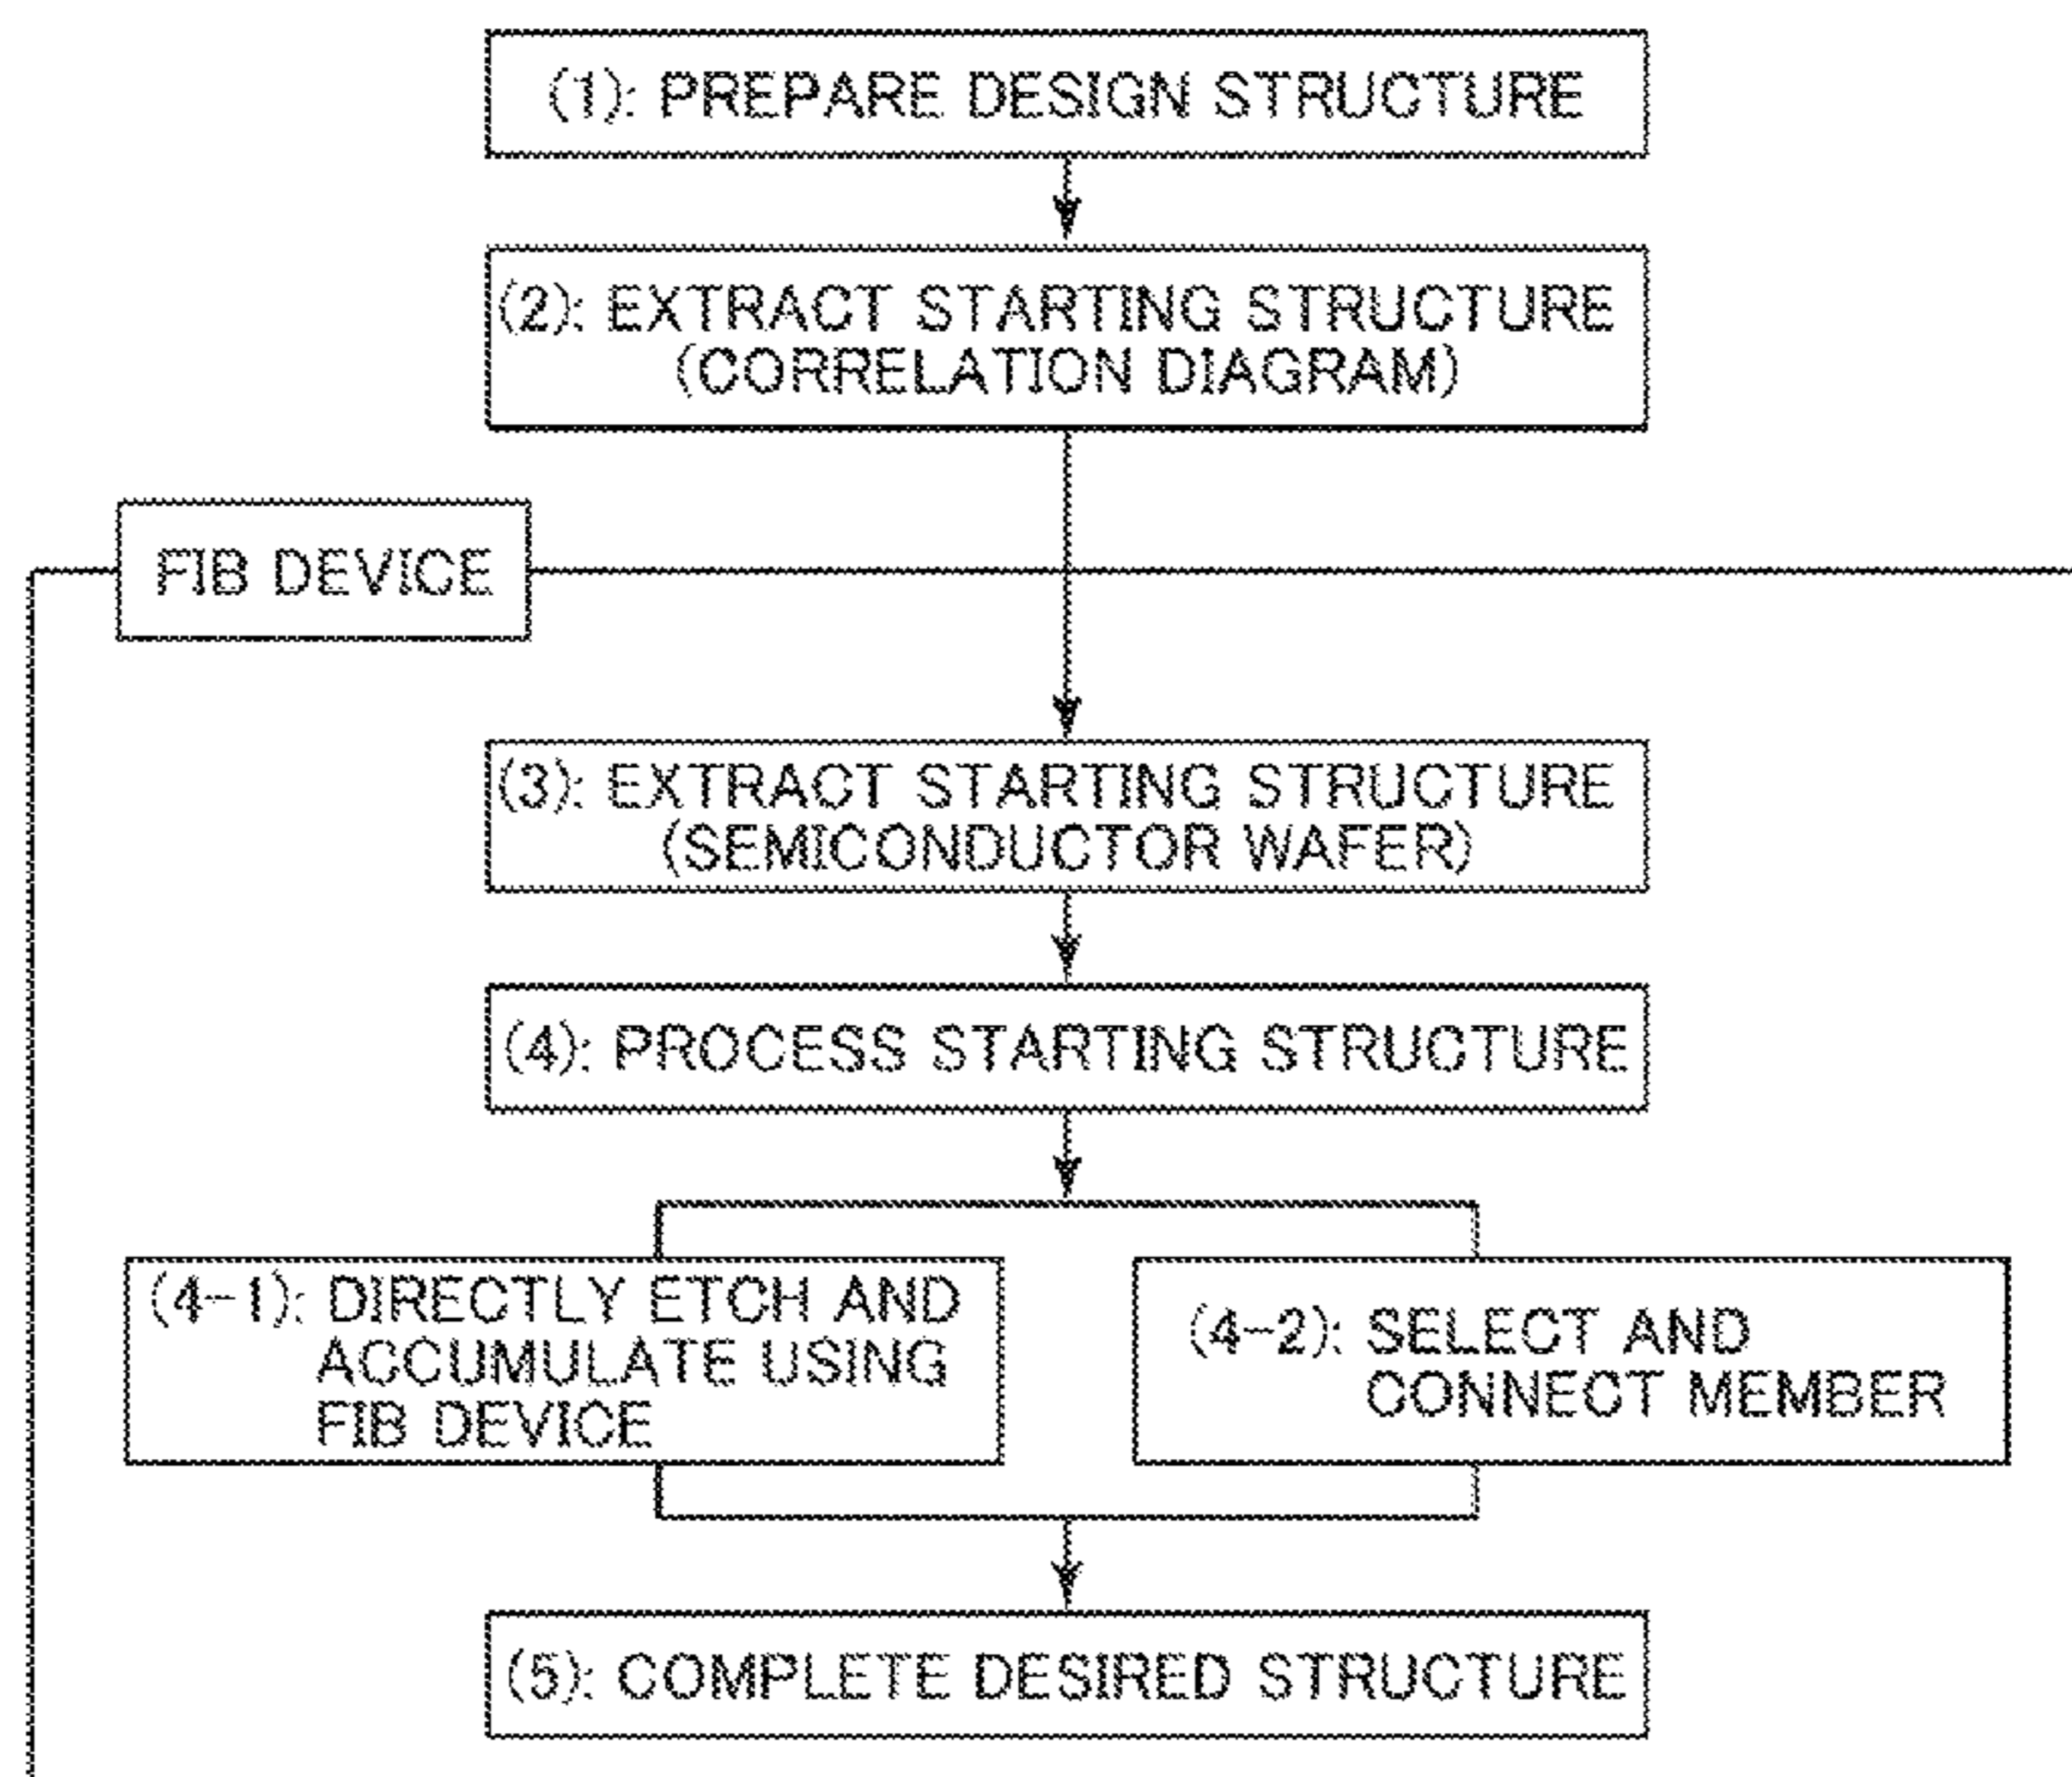 (1): PREPARE DESIGN STRUCTURE
(2): EXTRACT STARTING STRUCTURE
(CORRELATION DIAGRAM)
FIB DEVICE
(3): EXTRACT STARTING STRUCTURE
(SEMICONDUCTOR WAFER)
(4): PROCESS STARTING STRUCTURE
(4-1): DIRECTLY ETCH AND
ACCUMULATE USING
FIB DEVICE
(4-2): SELECT AND
CONNECT MEMBER
(5): COMPLETE DESIRED STRUCTURE